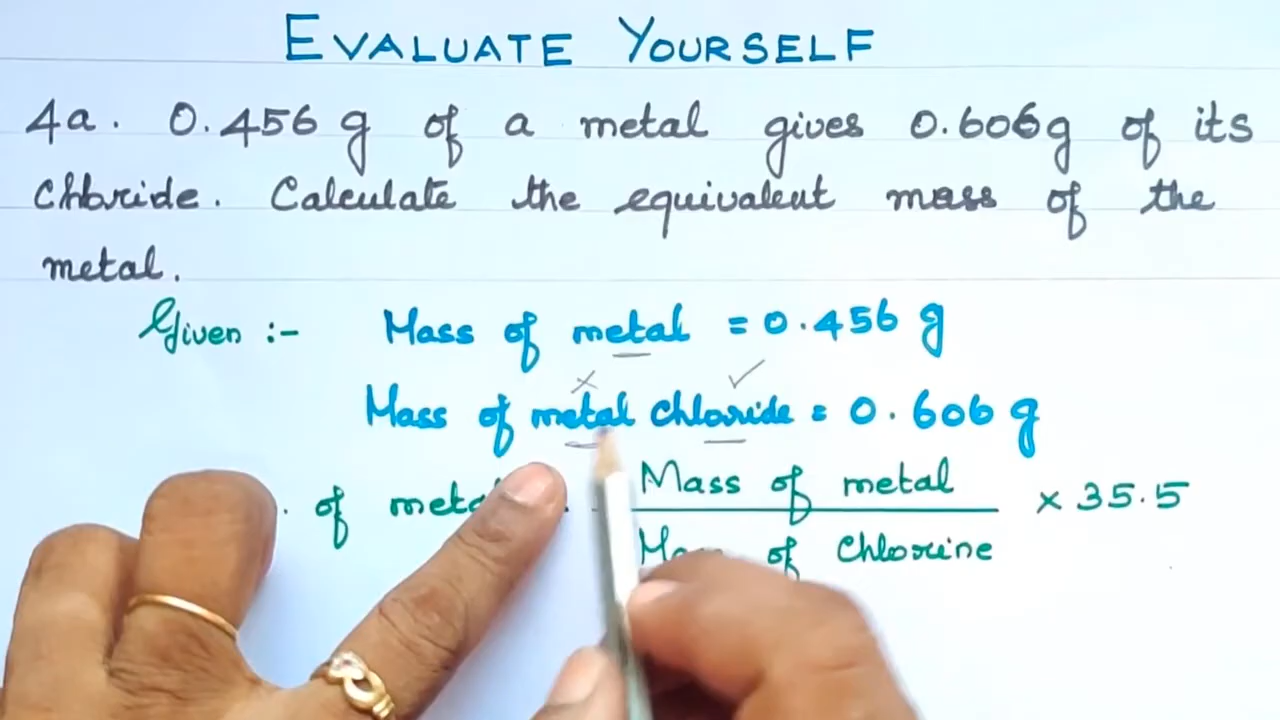 EVALUATE YOURSELF
4a. 0.456 g of a metal gives 0.606g of its
chloride. Calculate the equivalent mass of the
metal.
Given :- Mass of metal = 0.456 g
Mass of metal chloride = 0.606 g
of Mass of metal × 35.5
of chlorine